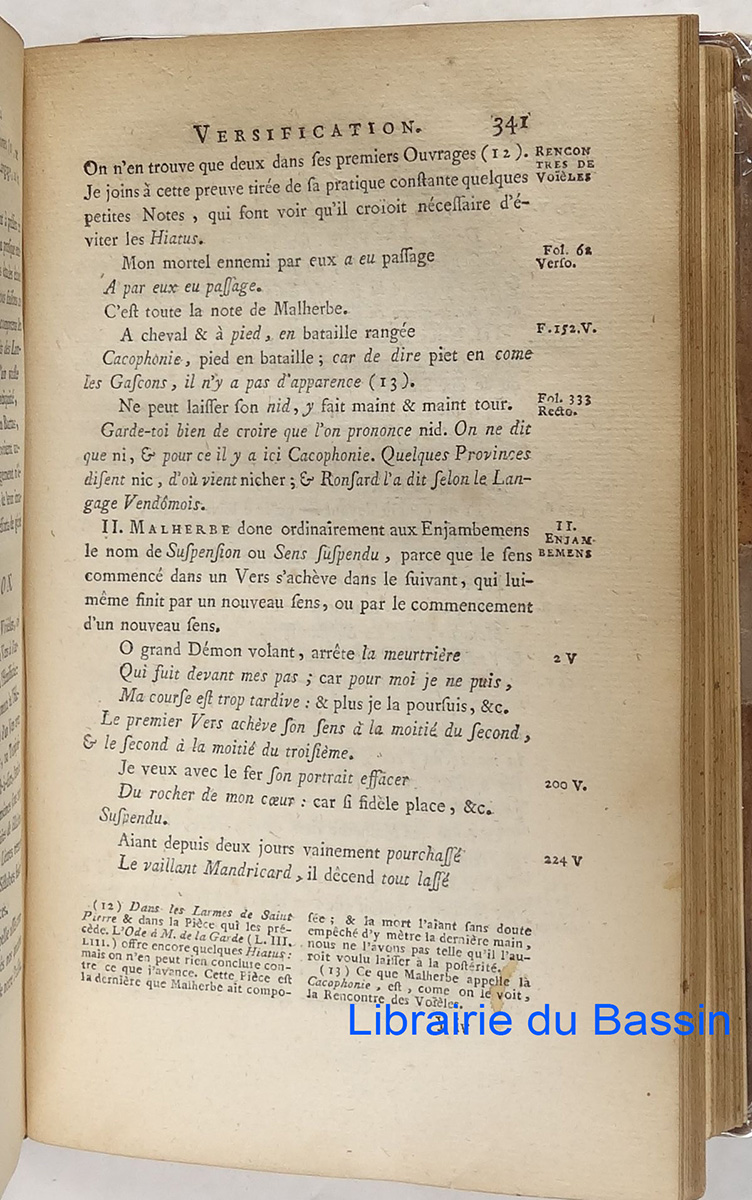 VERSIFICATION. 341
On n'en trouve que deux dans ſes premiers Ouvrages (12).
RENCON
TRES DE
VOIÈLES
Je joins à cette preuve tirée de ſa pratique conſtante quelques
petites Notes, qui font voir qu'il croioit néceſſaire d'é-
viter les Hiatus.
Mon mortel ennemi par eux a eu paſſage
Fol. 62
Verſo.
A par eux eu paſſage.
C'eſt toute la note de Malherbe.
A cheval & à pied, en bataille rangée
F. 152. V.
Cacophonie, pied en bataille; car de dire piet en come
les Gaſcons, il n'y a pas d'apparence (13).
Ne peut laiſſer ſon nid, y fait maint & maint tour.
Fol. 333
Recto.
Garde-toi bien de croire que l'on prononce nid. On ne dit
que ni, & pour ce il y a ici Cacophonie. Quelques Provinces
diſent nic, d'où vient nicher; & Ronſard l'a dit ſelon le Lan-
gage Vendômois.
II. MALHERBE done ordinairement aux Enjambemens
II.
ENJAM-
BEMENS
le nom de Suſpenſion ou Sens ſuſpendu, parce que le ſens
commencé dans un Vers s'achève dans le ſuivant, qui lui-
même finit par un nouveau ſens, ou par le commencement
d'un nouveau ſens.
O grand Démon volant, arrête la meurtrière
2 V
Qui fuit devant mes pas; car pour moi je ne puis,
Ma courſe eſt trop tardive: & plus je la pourſuis, &c.
Le premier Vers achève ſon ſens à la moitié du ſecond,
& le ſecond à la moitié du troiſième.
Je veux avec le fer ſon portrait effacer
200 V.
Du rocher de mon cœur: car ſi fidèle place, &c.
Suſpendu.
Aiant depuis deux jours vainement pourchaſſé
224 V
Le vaillant Mandricard, il décend tout laſſé
(12) Dans les Larmes de Saint
Pierre & dans la Pièce qui les pré-
cède. L'Ode à M. de la Garde (L. III.
LIII.) offre encore quelques Hiatus:
mais on n'en peut rien conclure con-
tre ce que j'avance. Cette Pièce eſt
la dernière que Malherbe ait compo-
ſée; & la mort l'aiant ſans doute
empêché d'y mètre la dernière main,
nous ne l'avons pas telle qu'il l'au-
roit voulu laiſſer à la poſtérité.
(13) Ce que Malherbe appelle là
Cacophonie, eſt, come on le voit,
la Rencontre des Voïèles.
Librairie du Bassin